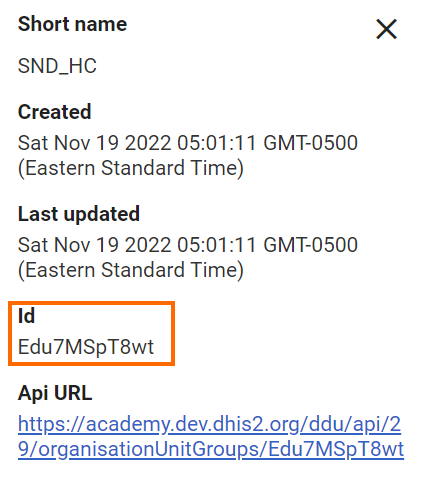 Short name
SND_HC
Created
Sat Nov 19 2022 05:01:11 GMT-0500
(Eastern Standard Time)
Last updated
Sat Nov 19 2022 05:01:11 GMT-0500
(Eastern Standard Time)
Id
Edu7MSpT8wt
Api URL
https://academy.dev.dhis2.org/ddu/api/2
9/organisationUnitGroups/Edu7MSpT8wt